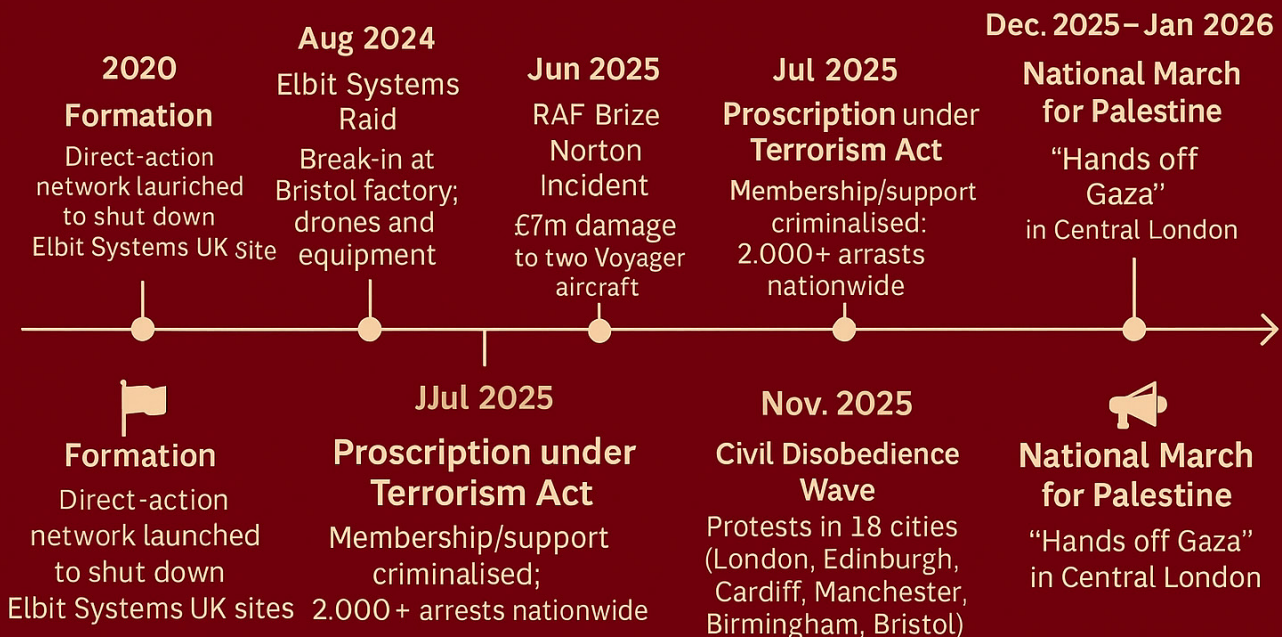 2020
Formation
Direct-action
network lauriched
to shut down
Elbit Systems UK Site
Aug 2024
Elbit Systems
Raid
Break-in at
Bristol factory;
drones and
equipment
Jun 2025
RAF Brize
Norton
Incident
£7m damage
to two Voyager
aircraft
Jul 2025
Proscription under
Terrorism Act
Membership/support
criminalised:
2.000+ arrests
nationwide
Dec. 2025–Jan 2026
National March
for Palestine
“Hands off
Gaza”
in Central London
Formation
Direct-action
network launched
to shut down
Elbit Systems UK sites
JJul 2025
Proscription under
Terrorism Act
Membership/support
criminalised;
2.000+ arrests nationwide
Nov. 2025
Civil Disobedience
Wave
Protests in 18 cities
(London, Edinburgh,
Cardiff, Manchester,
Birmingham, Bristol)
National March
for Palestine
“Hands off Gaza”
in Central London